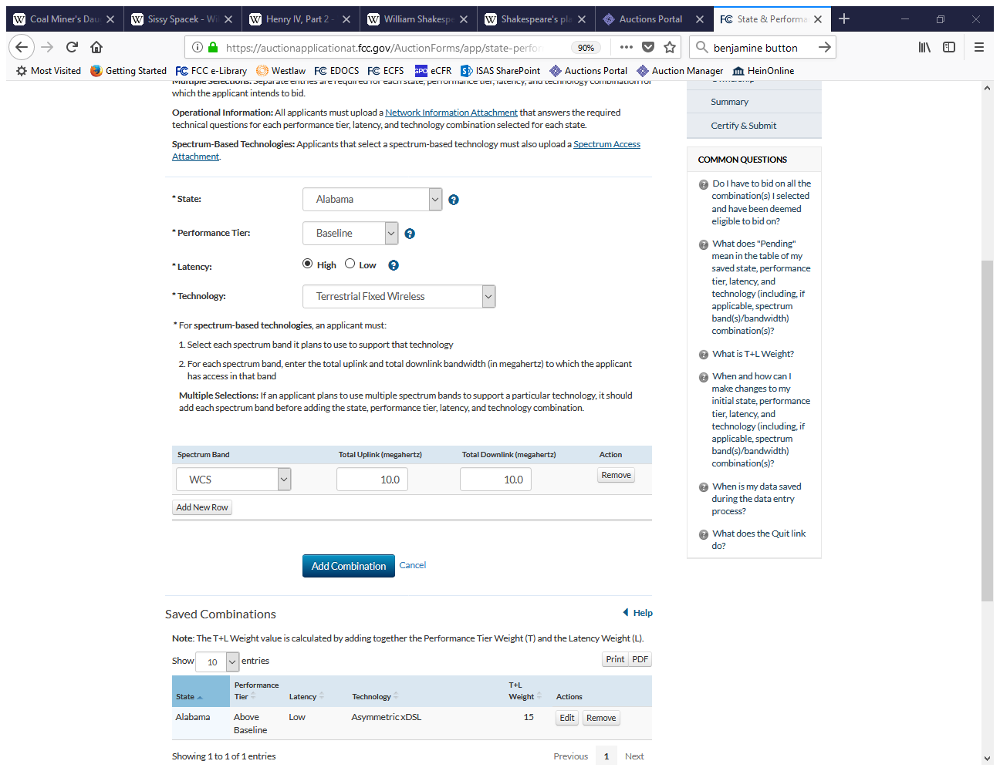 Coal Miner's Dau
Sissy Spacek - Wi
Henry IV, Part 2 -
William Shakespe
Shakespeare's pl
Auctions Portal
State & Performa
https://auctionapplicationat.fcc.gov/AuctionForms/app/state-perfor
90%
benjamine button
Most Visited
Getting Started
FCC e-Library
Westlaw
EDOCS
ECFS
eCFR
ISAS SharePoint
Auctions Portal
Auction Manager
HeinOnline
Multiple Selections: Separate entries are required for each state, performance tier, latency, and technology combination for
which the applicant intends to bid.
Operational Information: All applicants must upload a Network Information Attachment that answers the required
technical questions for each performance tier, latency, and technology combination selected for each state.
Spectrum-Based Technologies: Applicants that select a spectrum-based technology must also upload a Spectrum Access
Attachment.
* State:
Alabama
* Performance Tier:
Baseline
* Latency:
High
Low
* Technology:
Terrestrial Fixed Wireless
* For spectrum-based technologies, an applicant must:
1. Select each spectrum band it plans to use to support that technology
2. For each spectrum band, enter the total uplink and total downlink bandwidth (in megahertz) to which the applicant
has access in that band
Multiple Selections: If an applicant plans to use multiple spectrum bands to support a particular technology, it should
add each spectrum band before adding the state, performance tier, latency, and technology combination.
Spectrum Band
Total Uplink (megahertz)
Total Downlink (megahertz)
Action
WCS
10.0
10.0
Remove
Add New Row
Add Combination
Cancel
Saved Combinations
Help
Note: The T+L Weight value is calculated by adding together the Performance Tier Weight (T) and the Latency Weight (L).
Show 10 entries
Print
PDF
State
Performance
Tier
Latency
Technology
T+L
Weight
Actions
Alabama
Above
Baseline
Low
Asymmetric xDSL
15
Edit
Remove
Showing 1 to 1 of 1 entries
Previous
1
Next
Ownership
Summary
Certify & Submit
COMMON QUESTIONS
Do I have to bid on all the
combination(s) I selected
and have been deemed
eligible to bid on?
What does "Pending"
mean in the table of my
saved state, performance
tier, latency, and
technology (including, if
applicable, spectrum
band(s)/bandwidth)
combination(s)?
What is T+L Weight?
When and how can I
make changes to my
initial state, performance
tier, latency, and
technology (including, if
applicable, spectrum
band(s)/bandwidth)
combination(s)?
When is my data saved
during the data entry
process?
What does the Quit link
do?